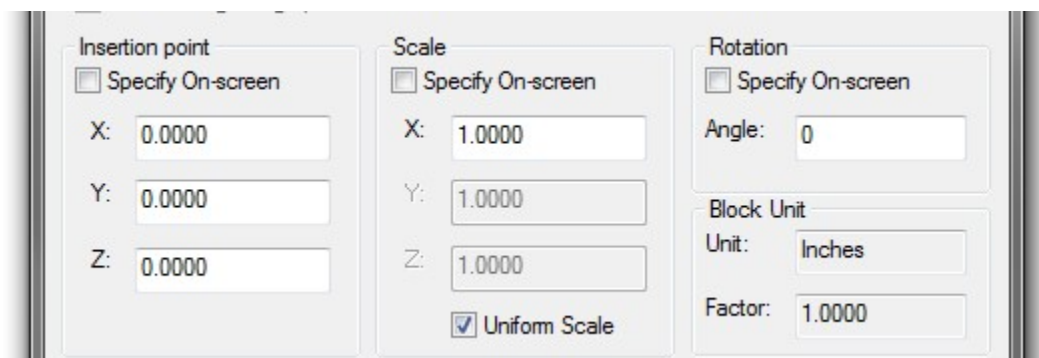 Insertion point
Specify On-screen
X: 0.0000
Y: 0.0000
Z: 0.0000
Scale
Specify On-screen
X: 1.0000
Y: 1.0000
Z: 1.0000
Uniform Scale
Rotation
Specify On-screen
Angle: 0
Block Unit
Unit: Inches
Factor: 1.0000